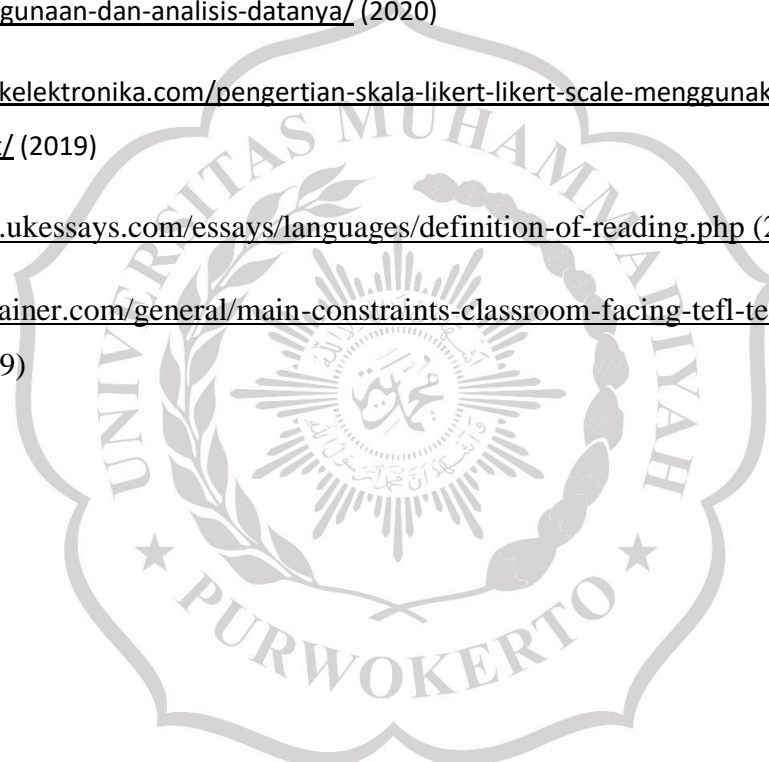 gunaan-dan-analisis-datanya/ (2020)
kelektronika.com/pengertian-skala-likert-likert-scale-menggunak
/ (2019)
.ukessays.com/essays/languages/definition-of-reading.php (2
ainer.com/general/main-constraints-classroom-facing-tefl-te
9)
UNIVERSITAS MUHAMMADIYAH
محمدية
PURWOKERTO